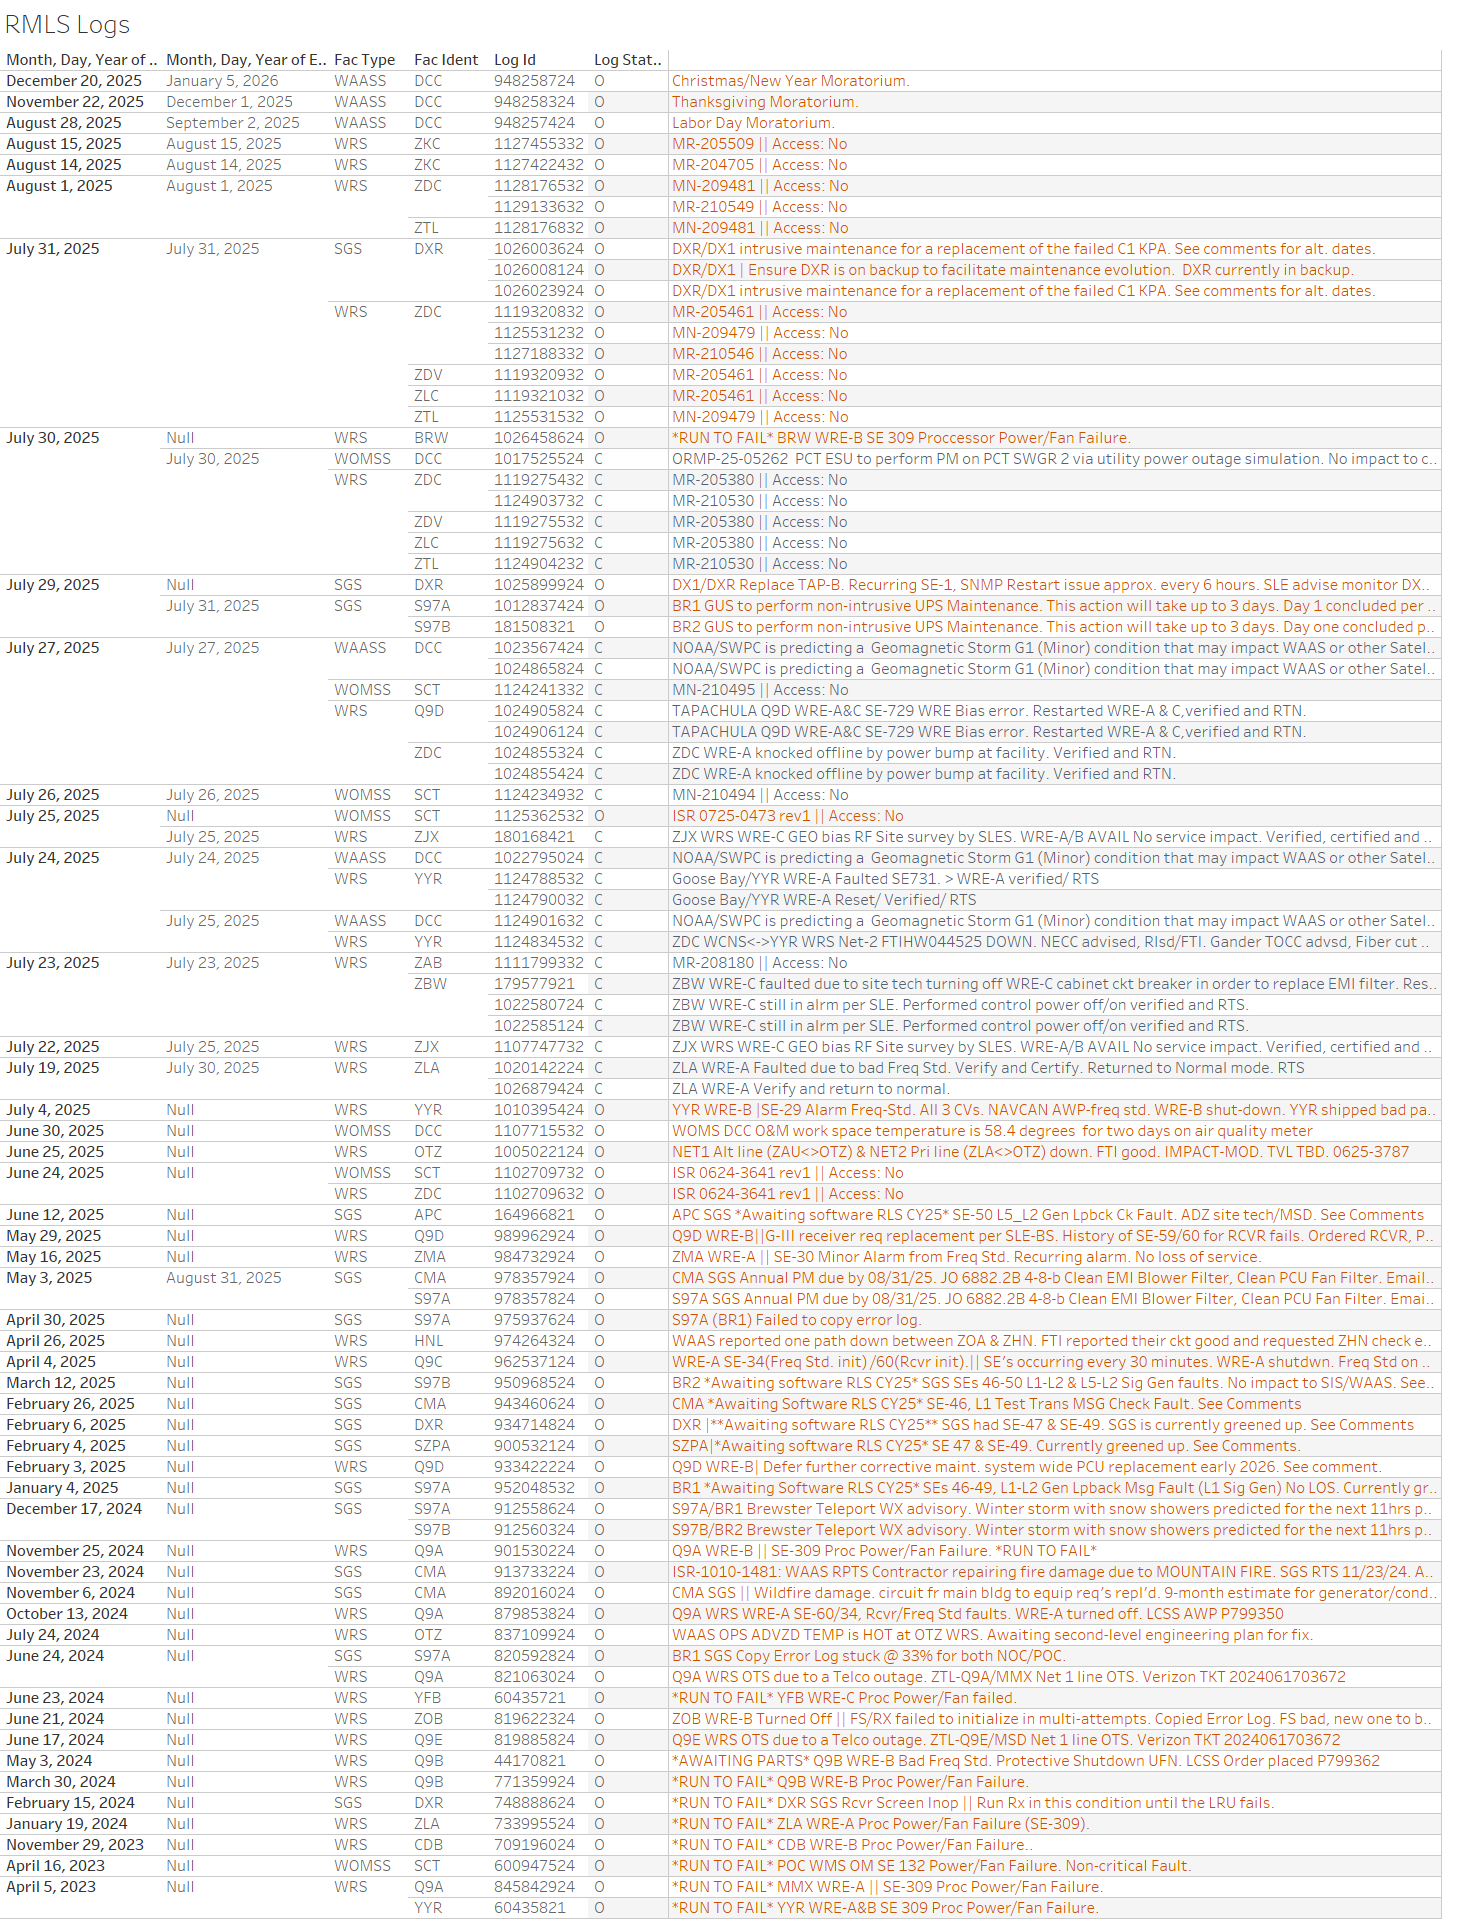 RMLS Logs
Month, Day, Year of .. Month, Day, Year of E.. Fac Type Fac Ident Log Id Log Stat..
December 20, 2025 January 5, 2026 WAASS DCC 948258724 O Christmas/New Year Moratorium.
November 22, 2025 December 1, 2025 WAASS DCC 948258324 O Thanksgiving Moratorium.
August 28, 2025 September 2, 2025 WAASS DCC 948257424 O Labor Day Moratorium.
August 15, 2025 August 15, 2025 WRS ZKC 1127455332 O MR-205509 || Access: No
August 14, 2025 August 14, 2025 WRS ZKC 1127422432 O MR-204705 || Access: No
August 1, 2025 August 1, 2025 WRS ZDC 1128176532 O MN-209481 || Access: No
1129133632 O MR-210549 || Access: No
ZTL 1128176832 O MN-209481 || Access: No
July 31, 2025 July 31, 2025 SGS DXR 1026003624 O DXR/DX1 intrusive maintenance for a replacement of the failed C1 KPA. See comments for alt. dates.
1026008124 O DXR/DX1 | Ensure DXR is on backup to facilitate maintenance evolution. DXR currently in backup.
1026023924 O DXR/DX1 intrusive maintenance for a replacement of the failed C1 KPA. See comments for alt. dates.
WRS ZDC 1119320832 O MR-205461 || Access: No
1125531232 O MN-209479 || Access: No
1127188332 O MR-210546 || Access: No
ZDV 1119320932 O MR-205461 || Access: No
ZLC 1119321032 O MR-205461 || Access: No
ZTL 1125531532 O MN-209479 || Access: No
July 30, 2025 Null WRS BRW 1026458624 O *RUN TO FAIL* BRW WRE-B SE 309 Proccessor Power/Fan Failure.
July 30, 2025 WOMSS DCC 1017525524 C ORMP-25-05262 PCT ESU to perform PM on PCT SWGR 2 via utility power outage simulation. No impact to c..
WRS ZDC 1119275432 C MR-205380 || Access: No
1124903732 C MR-210530 || Access: No
ZDV 1119275532 C MR-205380 || Access: No
ZLC 1119275632 C MR-205380 || Access: No
ZTL 1124904232 C MR-210530 || Access: No
July 29, 2025 Null SGS DXR 1025899924 O DX1/DXR Replace TAP-B. Recurring SE-1, SNMP Restart issue approx. every 6 hours. SLE advise monitor DX..
July 31, 2025 SGS S97A 1012837424 O BR1 GUS to perform non-intrusive UPS Maintenance. This action will take up to 3 days. Day 1 concluded per ..
S97B 181508321 O BR2 GUS to perform non-intrusive UPS Maintenance. This action will take up to 3 days. Day one concluded p..
July 27, 2025 July 27, 2025 WAASS DCC 1023567424 C NOAA/SWPC is predicting a Geomagnetic Storm G1 (Minor) condition that may impact WAAS or other Satel..
1024865824 C NOAA/SWPC is predicting a Geomagnetic Storm G1 (Minor) condition that may impact WAAS or other Satel..
WOMSS SCT 1124241332 C MN-210495 || Access: No
WRS Q9D 1024905824 C TAPACHULA Q9D WRE-A&C SE-729 WRE Bias error. Restarted WRE-A & C,verified and RTN.
1024906124 C TAPACHULA Q9D WRE-A&C SE-729 WRE Bias error. Restarted WRE-A & C,verified and RTN.
ZDC 1024855324 C ZDC WRE-A knocked offline by power bump at facility. Verified and RTN.
1024855424 C ZDC WRE-A knocked offline by power bump at facility. Verified and RTN.
July 26, 2025 July 26, 2025 WOMSS SCT 1124234932 C MN-210494 || Access: No
July 25, 2025 Null WOMSS SCT 1125362532 O ISR 0725-0473 rev1 || Access: No
July 25, 2025 WRS ZJX 180168421 C ZJX WRS WRE-C GEO bias RF Site survey by SLES. WRE-A/B AVAIL No service impact. Verified, certified and ..
July 24, 2025 July 24, 2025 WAASS DCC 1022795024 C NOAA/SWPC is predicting a Geomagnetic Storm G1 (Minor) condition that may impact WAAS or other Satel..
WRS YYR 1124788532 C Goose Bay/YYR WRE-A Faulted SE731. > WRE-A verified/ RTS
1124790032 C Goose Bay/YYR WRE-A Reset/ Verified/ RTS
July 25, 2025 WAASS DCC 1124901632 C NOAA/SWPC is predicting a Geomagnetic Storm G1 (Minor) condition that may impact WAAS or other Satel..
WRS YYR 1124834532 C ZDC WCNS<->YYR WRS Net-2 FTIHW044525 DOWN. NECC advised, RIsd/FTI. Gander TOCC advsd, Fiber cut ..
July 23, 2025 July 23, 2025 WRS ZAB 1111799332 C MR-208180 || Access: No
ZBW 179577921 C ZBW WRE-C faulted due to site tech turning off WRE-C cabinet ckt breaker in order to replace EMI filter. Res..
1022580724 C ZBW WRE-C still in alrm per SLE. Performed control power off/on verified and RTS.
1022585124 C ZBW WRE-C still in alrm per SLE. Performed control power off/on verified and RTS.
July 22, 2025 July 25, 2025 WRS ZJX 1107747732 C ZJX WRS WRE-C GEO bias RF Site survey by SLES. WRE-A/B AVAIL No service impact. Verified, certified and ..
July 19, 2025 July 30, 2025 WRS ZLA 1020142224 C ZLA WRE-A Faulted due to bad Freq Std. Verify and Certify. Returned to Normal mode. RTS
1026879424 C ZLA WRE-A Verify and return to normal.
July 4, 2025 Null WRS YYR 1010395424 O YYR WRE-B |SE-29 Alarm Freq-Std. All 3 CVs. NAVCAN AWP-freq std. WRE-B shut-down. YYR shipped bad pa..
June 30, 2025 Null WOMSS DCC 1107715532 O WOMS DCC O&M work space temperature is 58.4 degrees for two days on air quality meter
June 25, 2025 Null WRS OTZ 1005022124 O NET1 Alt line (ZAU<>OTZ) & NET2 Pri line (ZLA<>OTZ) down. FTI good. IMPACT-MOD. TVL TBD. 0625-3787
June 24, 2025 Null WOMSS SCT 1102709732 O ISR 0624-3641 rev1 || Access: No
WRS ZDC 1102709632 O ISR 0624-3641 rev1 || Access: No
June 12, 2025 Null SGS APC 164966821 O APC SGS *Awaiting software RLS CY25* SE-50 L5_L2 Gen Lpbck Ck Fault. ADZ site tech/MSD. See Comments
May 29, 2025 Null WRS Q9D 989962924 O Q9D WRE-B||G-III receiver req replacement per SLE-BS. History of SE-59/60 for RCVR fails. Ordered RCVR, P..
May 16, 2025 Null WRS ZMA 984732924 O ZMA WRE-A || SE-30 Minor Alarm from Freq Std. Recurring alarm. No loss of service.
May 3, 2025 August 31, 2025 SGS CMA 978357924 O CMA SGS Annual PM due by 08/31/25. JO 6882.2B 4-8-b Clean EMI Blower Filter, Clean PCU Fan Filter. Email..
S97A 978357824 O S97A SGS Annual PM due by 08/31/25. JO 6882.2B 4-8-b Clean EMI Blower Filter, Clean PCU Fan Filter. Emai..
April 30, 2025 Null SGS S97A 975937624 O S97A (BR1) Failed to copy error log.
April 26, 2025 Null WRS HNL 974264324 O WAAS reported one path down between ZOA & ZHN. FTI reported their ckt good and requested ZHN check e..
April 4, 2025 Null WRS Q9C 962537124 O WRE-A SE-34(Freq Std. init) /60(Rcvr init).|| SE's occurring every 30 minutes. WRE-A shutdwn. Freq Std on ..
March 12, 2025 Null SGS S97B 950968524 O BR2 *Awaiting software RLS CY25* SGS SEs 46-50 L1-L2 & L5-L2 Sig Gen faults. No impact to SIS/WAAS. See..
February 26, 2025 Null SGS CMA 943460624 O CMA *Awaiting Software RLS CY25* SE-46, L1 Test Trans MSG Check Fault. See Comments
February 6, 2025 Null SGS DXR 934714824 O DXR |**Awaiting software RLS CY25** SGS had SE-47 & SE-49. SGS is currently greened up. See Comments
February 4, 2025 Null SGS SZPA 900532124 O SZPA|*Awaiting software RLS CY25* SE 47 & SE-49. Currently greened up. See Comments.
February 3, 2025 Null WRS Q9D 933422224 O Q9D WRE-B| Defer further corrective maint. system wide PCU replacement early 2026. See comment.
January 4, 2025 Null SGS S97A 952048532 O BR1 *Awaiting Software RLS CY25* SEs 46-49, L1-L2 Gen Lpback Msg Fault (L1 Sig Gen) No LOS. Currently gr..
December 17, 2024 Null SGS S97A 912558624 O S97A/BR1 Brewster Teleport WX advisory. Winter storm with snow showers predicted for the next 11hrs p..
S97B 912560324 O S97B/BR2 Brewster Teleport WX advisory. Winter storm with snow showers predicted for the next 11hrs p..
November 25, 2024 Null WRS Q9A 901530224 O Q9A WRE-B || SE-309 Proc Power/Fan Failure. *RUN TO FAIL*
November 23, 2024 Null SGS CMA 913733224 O ISR-1010-1481: WAAS RPTS Contractor repairing fire damage due to MOUNTAIN FIRE. SGS RTS 11/23/24. A..
November 6, 2024 Null SGS CMA 892016024 O CMA SGS || Wildfire damage. circuit fr main bldg to equip req's repl'd. 9-month estimate for generator/cond..
October 13, 2024 Null WRS Q9A 879853824 O Q9A WRS WRE-A SE-60/34, Rcvr/Freq Std faults. WRE-A turned off. LCSS AWP P799350
July 24, 2024 Null WRS OTZ 837109924 O WAAS OPS ADVZD TEMP is HOT at OTZ WRS. Awaiting second-level engineering plan for fix.
June 24, 2024 Null SGS S97A 820592824 O BR1 SGS Copy Error Log stuck @ 33% for both NOC/POC.
WRS Q9A 821063024 O Q9A WRS OTS due to a Telco outage. ZTL-Q9A/MMX Net 1 line OTS. Verizon TKT 2024061703672
June 23, 2024 Null WRS YFB 60435721 O *RUN TO FAIL* YFB WRE-C Proc Power/Fan failed.
June 21, 2024 Null WRS ZOB 819622324 O ZOB WRE-B Turned Off || FS/RX failed to initialize in multi-attempts. Copied Error Log. FS bad, new one to b..
June 17, 2024 Null WRS Q9E 819885824 O Q9E WRS OTS due to a Telco outage. ZTL-Q9E/MSD Net 1 line OTS. Verizon TKT 2024061703672
May 3, 2024 Null WRS Q9B 44170821 O *AWAITING PARTS* Q9B WRE-B Bad Freq Std. Protective Shutdown UFN. LCSS Order placed P799362
March 30, 2024 Null WRS Q9B 771359924 O *RUN TO FAIL* Q9B WRE-B Proc Power/Fan Failure.
February 15, 2024 Null SGS DXR 748888624 O *RUN TO FAIL* DXR SGS Rcvr Screen Inop || Run Rx in this condition until the LRU fails.
January 19, 2024 Null WRS ZLA 733995524 O *RUN TO FAIL* ZLA WRE-A Proc Power/Fan Failure (SE-309).
November 29, 2023 Null WRS CDB 709196024 O *RUN TO FAIL* CDB WRE-B Proc Power/Fan Failure..
April 16, 2023 Null WOMSS SCT 600947524 O *RUN TO FAIL* POC WMS OM SE 132 Power/Fan Failure. Non-critical Fault.
April 5, 2023 Null WRS Q9A 845842924 O *RUN TO FAIL* MMX WRE-A || SE-309 Proc Power/Fan Failure.
YYR 60435821 O *RUN TO FAIL* YYR WRE-A&B SE 309 Proc Power/Fan Failure.